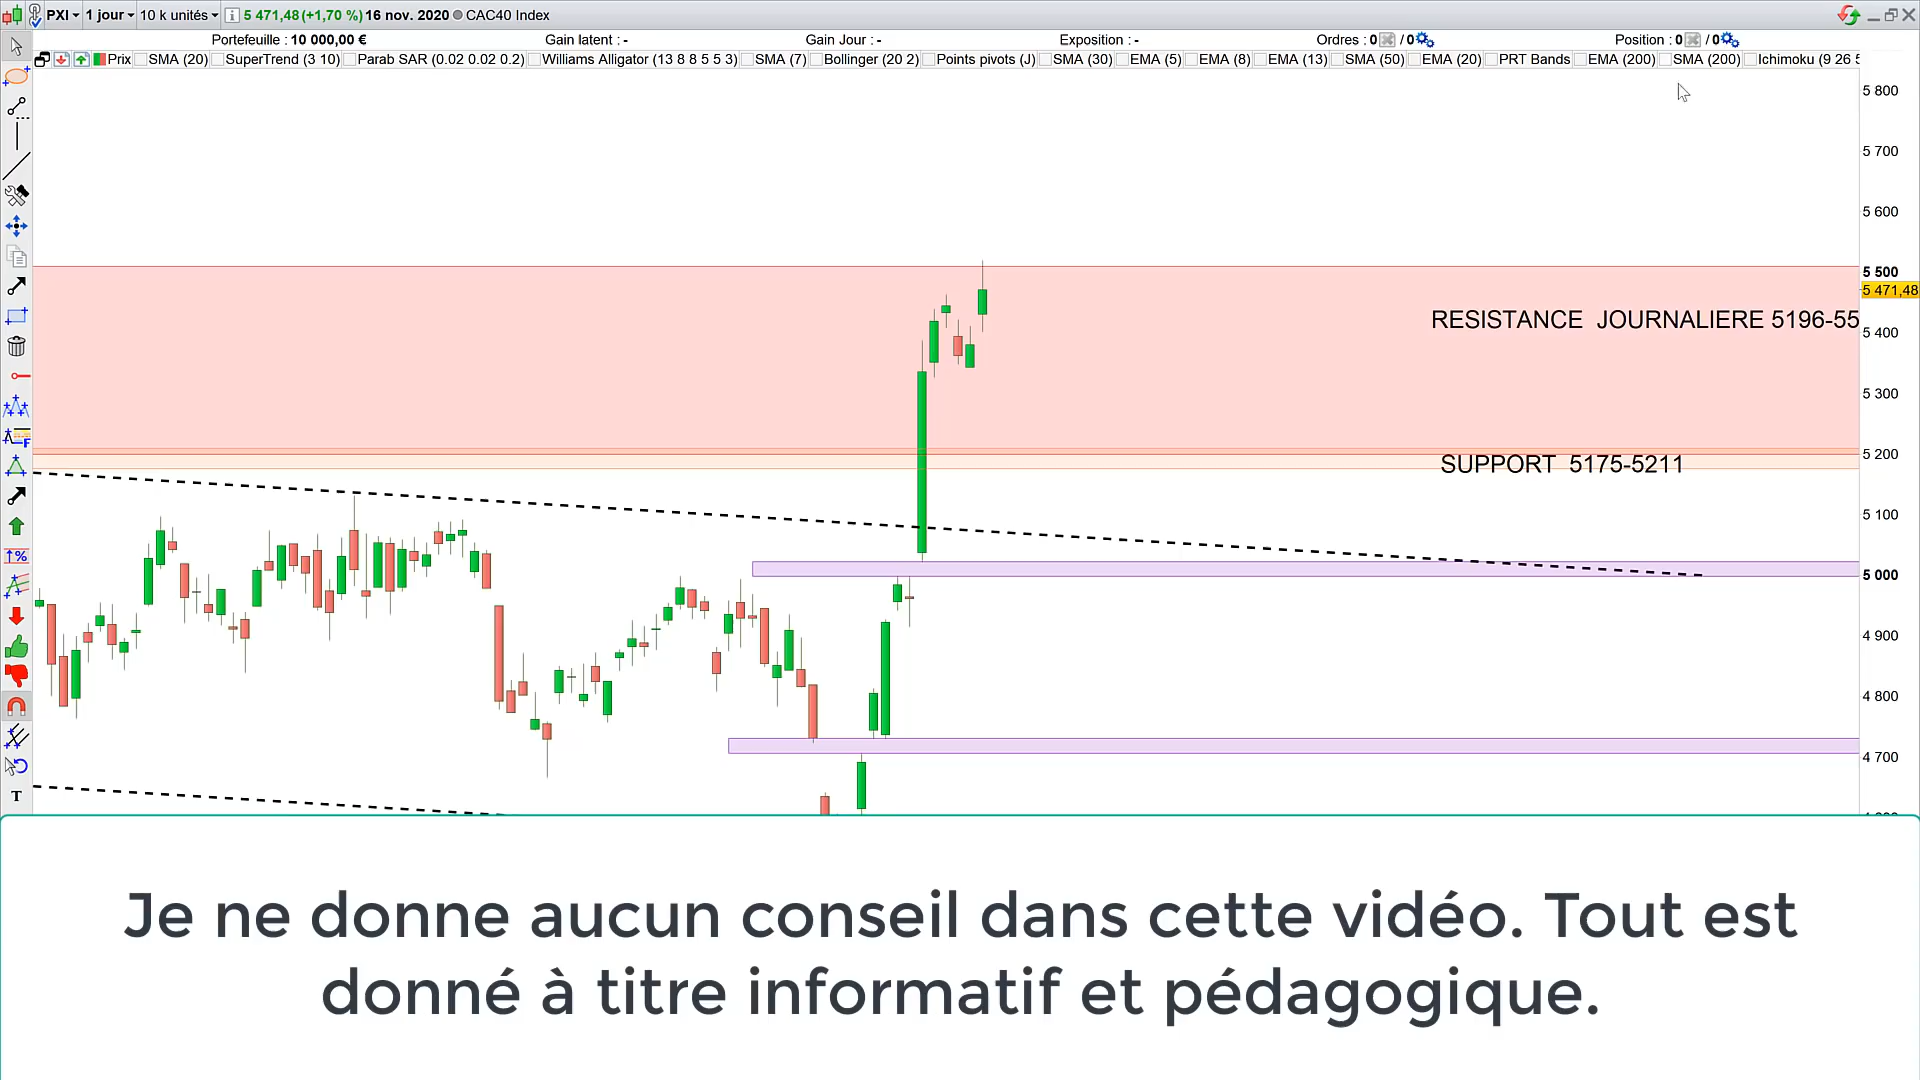 PXI 1 jour 10 k unités 5 471,48 (+1,70 %) 16 nov. 2020 CAC40 Index
Portefeuille : 10 000,00 € Gain latent : - Gain Jour : - Exposition : - Ordres : 0 / 0 Position : 0 / 0
Prix SMA (20) SuperTrend (3 10) Parab SAR (0.02 0.02 0.2) Williams Alligator (13 8 8 5 5 3) SMA (7) Bollinger (20 2) Points pivots (J) SMA (30) EMA (5) EMA (8) EMA (13) SMA (50) EMA (20) PRT Bands EMA (200) SMA (200) Ichimoku (9 26 5
5 800
5 700
5 600
5 500
5 471,48
RESISTANCE JOURNALIERE 5196-55
5 400
5 300
5 200
SUPPORT 5175-5211
5 100
5 000
4 900
4 800
4 700
T
Je ne donne aucun conseil dans cette vidéo. Tout est
donné à titre informatif et pédagogique.